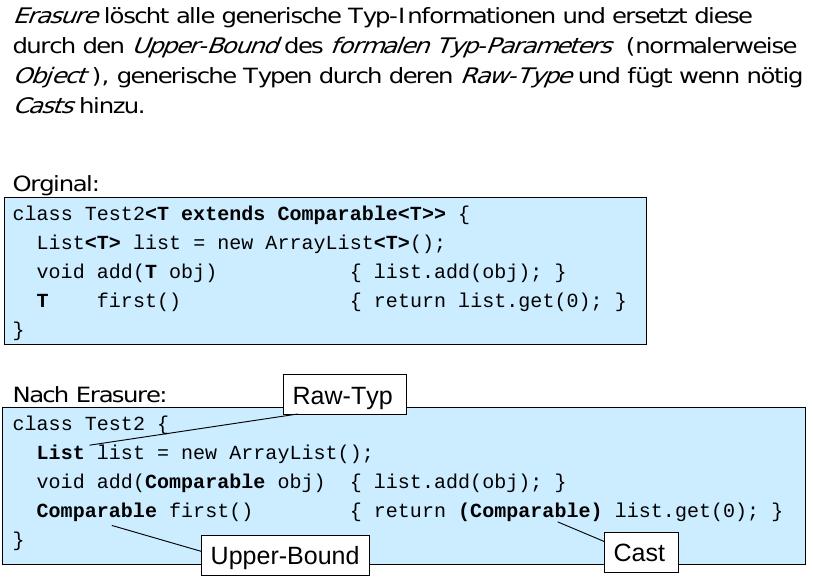 Erasure löscht alle generische Typ-Informationen und ersetzt diese
durch den Upper-Bound des formalen Typ-Parameters (normalerweise
Object ), generische Typen durch deren Raw-Type und fügt wenn nötig
Casts hinzu.
Orginal:
class Test2<T extends Comparable<T>> {
List<T> list = new ArrayList<T>();
void add(T obj) { list.add(obj); }
T first() { return list.get(0); }
}
Nach Erasure:
Raw-Typ
class Test2 {
List list = new ArrayList();
void add(Comparable obj) { list.add(obj); }
Comparable first() { return (Comparable) list.get(0); }
}
Upper-Bound
Cast